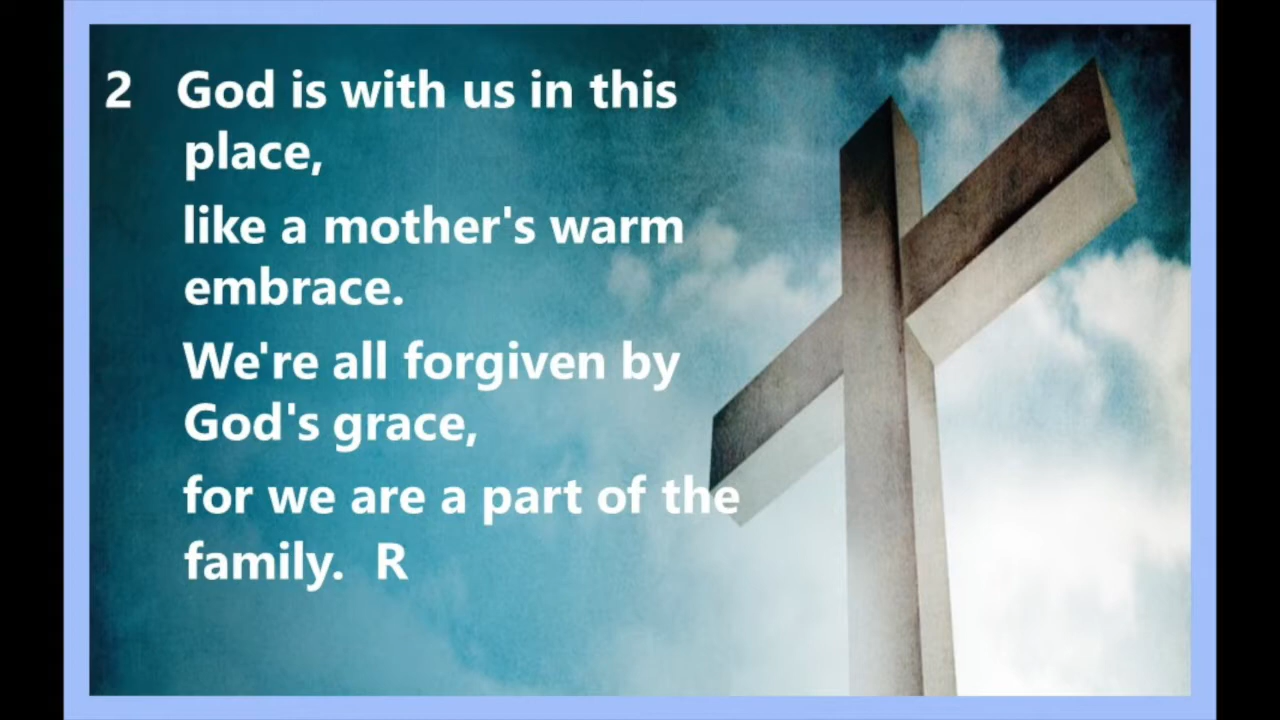 2 God is with us in this
place,
like a mother's warm
embrace.
We're all forgiven by
God's grace,
for we are a part of the
family. R